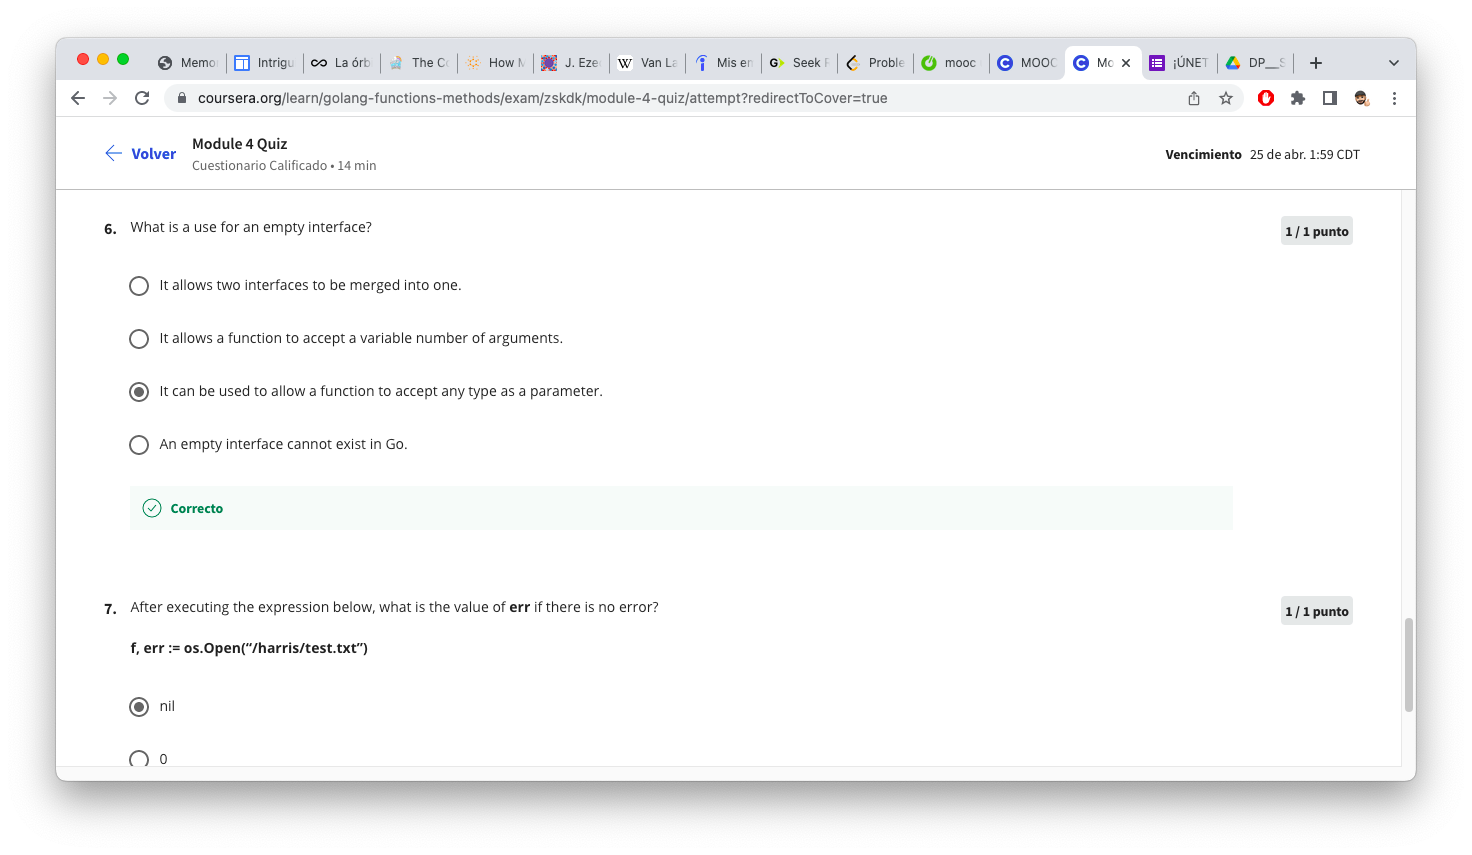 Memo Intrigu La órb The Co How M J. Eze Van La Mis en Seek Proble mooc MOOC Mo ¡ÚNET DP__S
coursera.org/learn/golang-functions-methods/exam/zskdk/module-4-quiz/attempt?redirectToCover=true
Volver
Module 4 Quiz
Cuestionario Calificado • 14 min
Vencimiento 25 de abr. 1:59 CDT
6. What is a use for an empty interface?
1 / 1 punto
It allows two interfaces to be merged into one.
It allows a function to accept a variable number of arguments.
It can be used to allow a function to accept any type as a parameter.
An empty interface cannot exist in Go.
Correcto
7. After executing the expression below, what is the value of err if there is no error?
1 / 1 punto
f, err := os.Open(“/harris/test.txt”)
nil
0